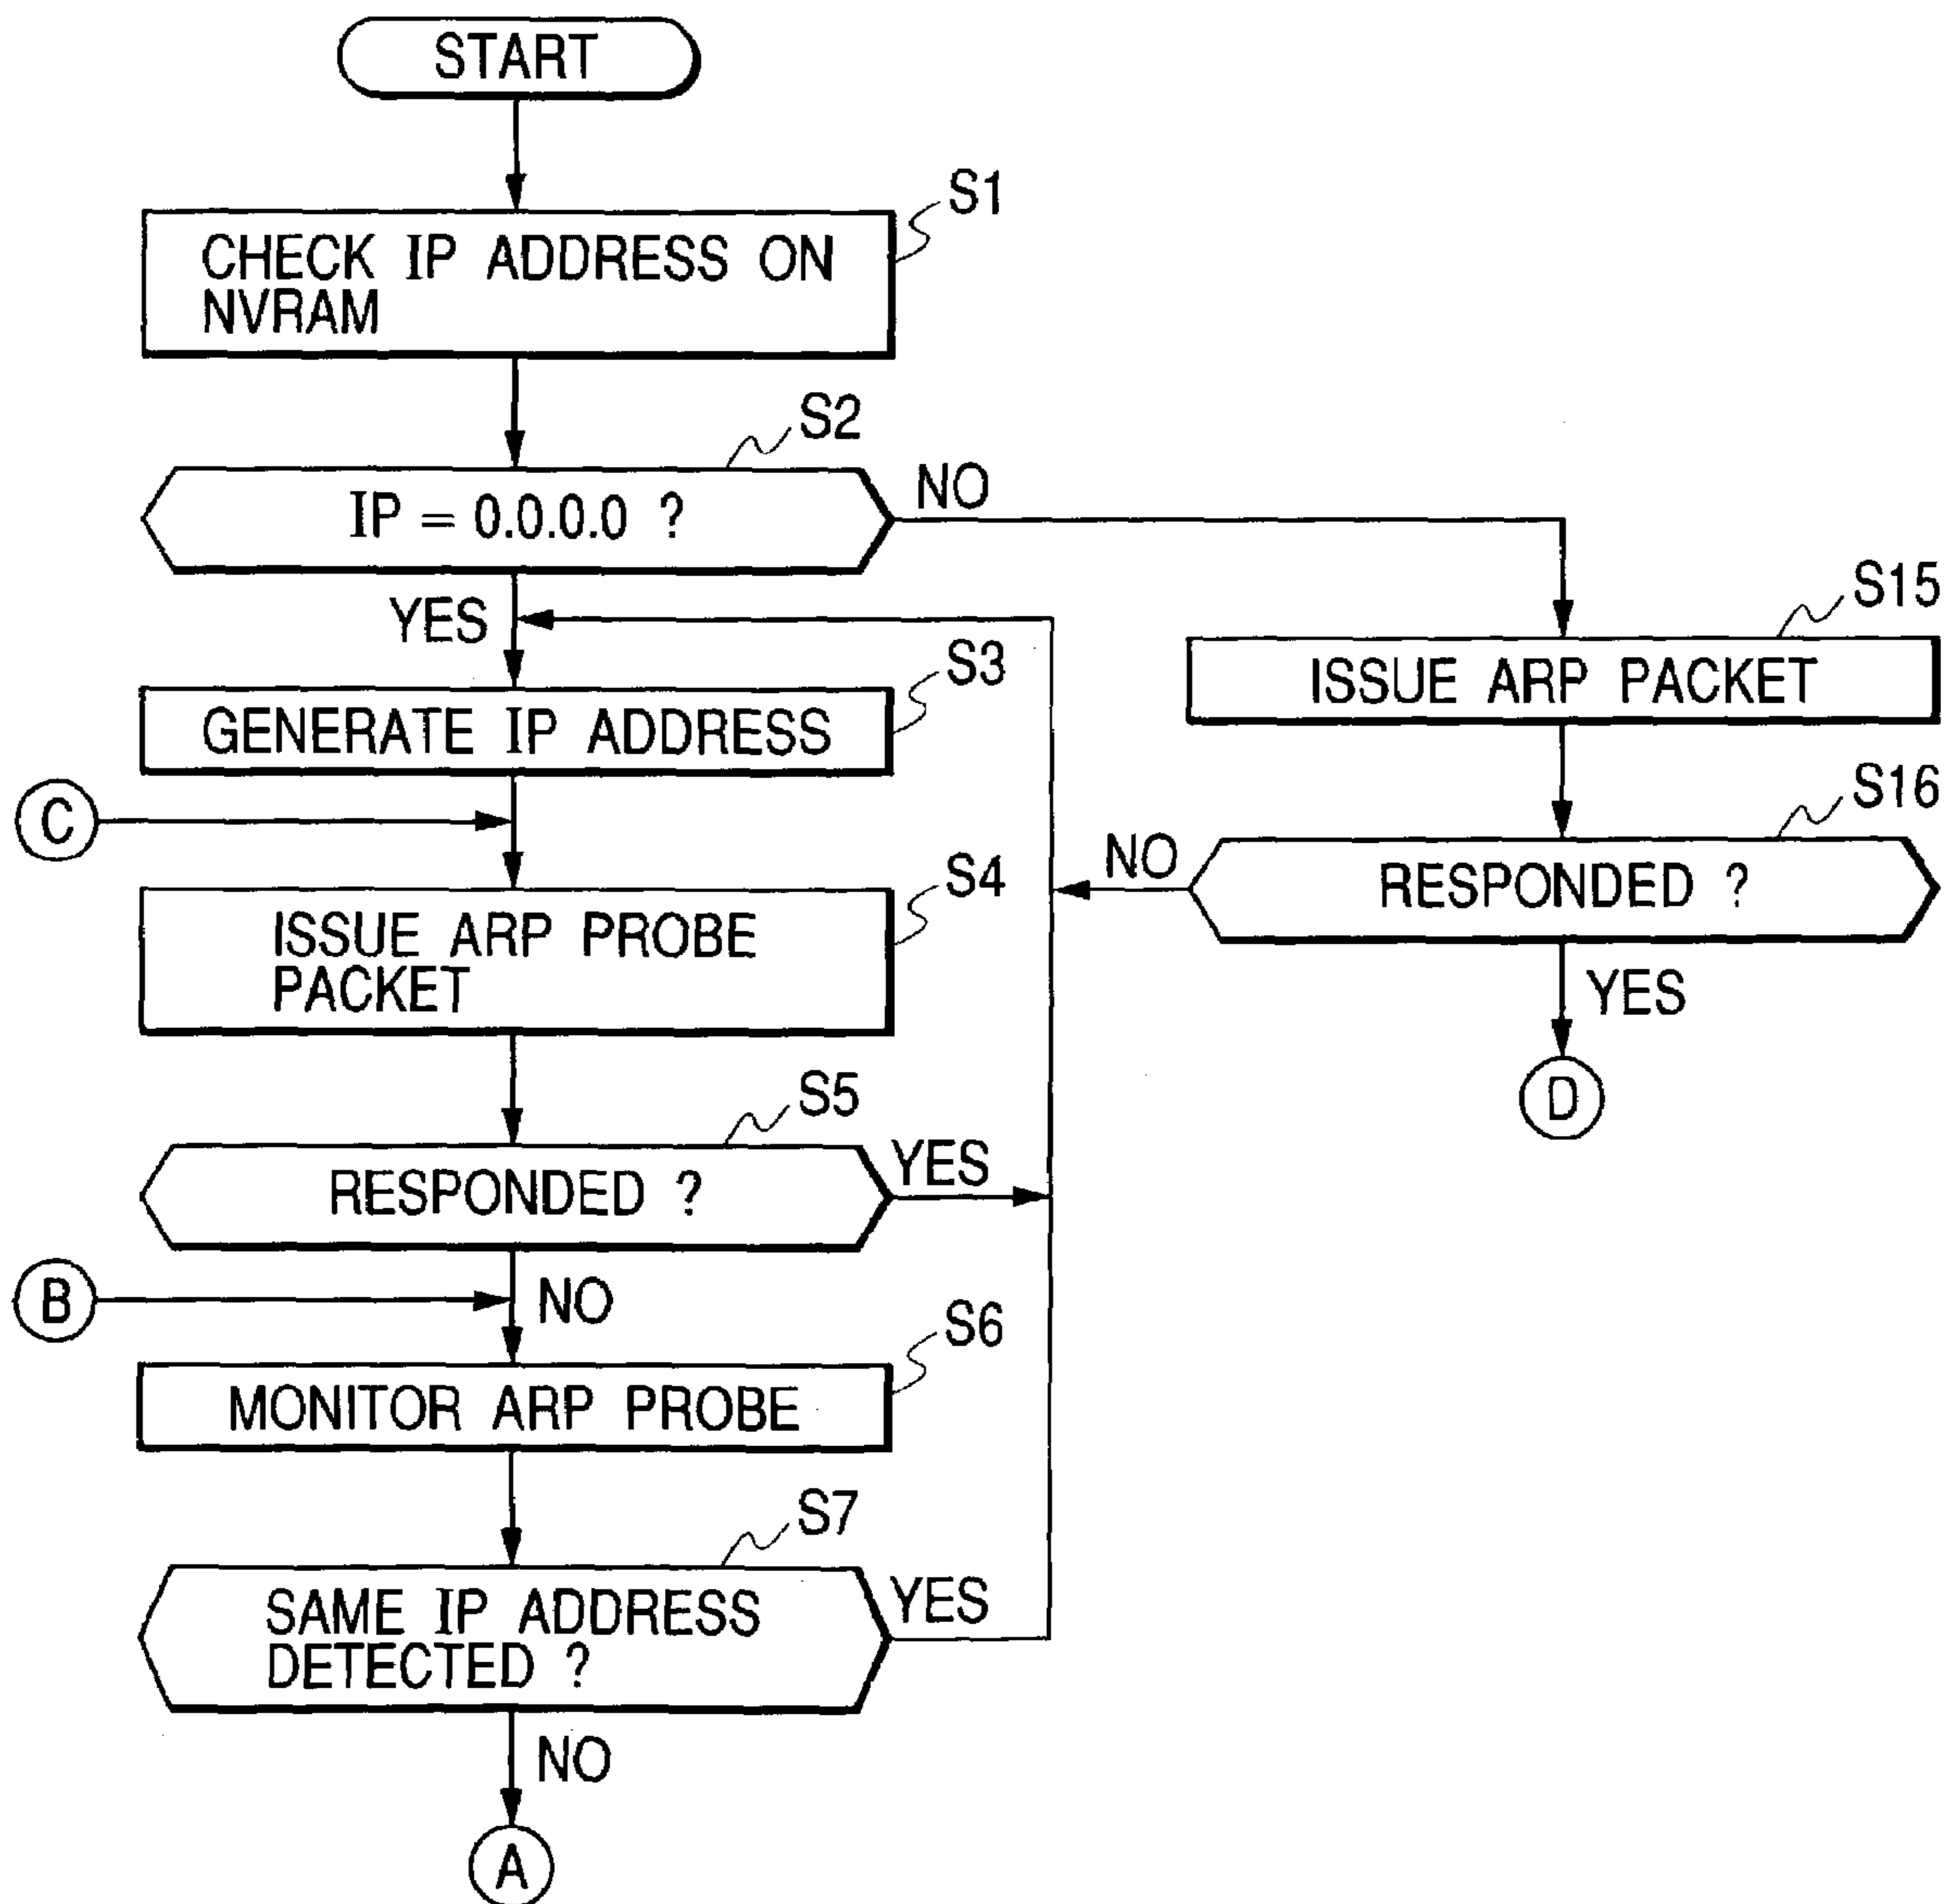 START
S1
CHECK IP ADDRESS ON
NVRAM
S2
IP = 0.0.0.0 ?
NO
YES
S15
ISSUE ARP PACKET
S3
GENERATE IP ADDRESS
S16
C
NO
RESPONDED ?
S4
ISSUE ARP PROBE
PACKET
YES
D
S5
RESPONDED ?
YES
B
NO
S6
MONITOR ARP PROBE
S7
SAME IP ADDRESS
DETECTED ?
YES
NO
A